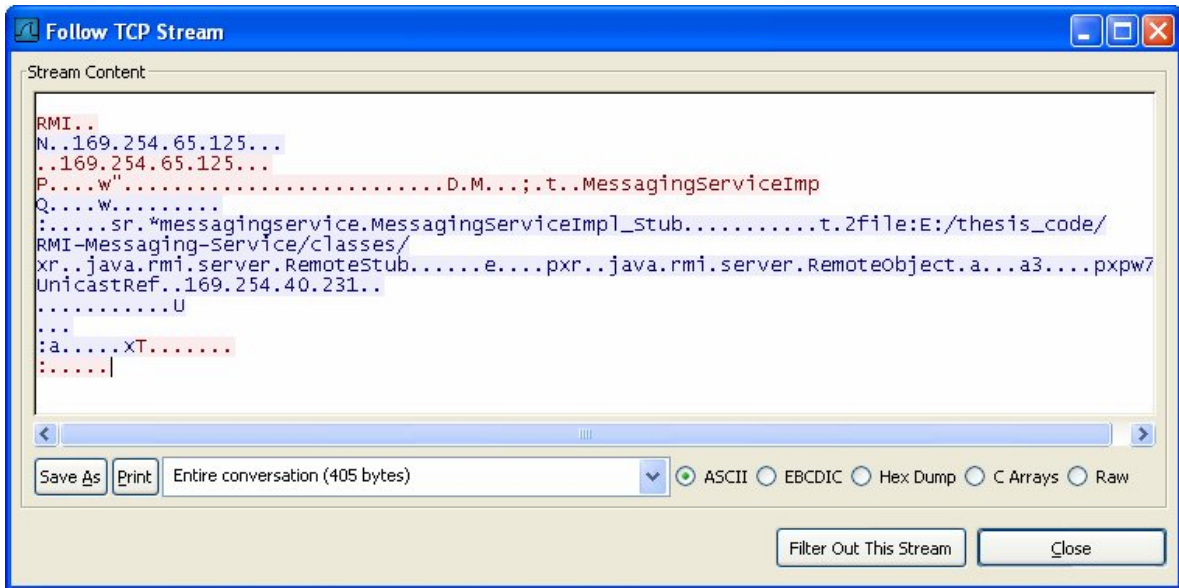 Follow TCP Stream
Stream Content
RMI..
N..169.254.65.125...
..169.254.65.125...
P....w"..........................D.M...;.t..MessagingServiceImp
Q....w.........
:......sr.*messagingservice.MessagingServiceImpl_Stub...........t.2file:E:/thesis_code/
RMI-Messaging-Service/classes/
xr..java.rmi.server.RemoteStub......e....pxr..java.rmi.server.RemoteObject.a...a3....pxpw7
UnicastRef..169.254.40.231..
...........U
...
:a.....xT.......
:.....
Save As Print Entire conversation (405 bytes) ASCII EBCDIC Hex Dump C Arrays Raw
Filter Out This Stream Close